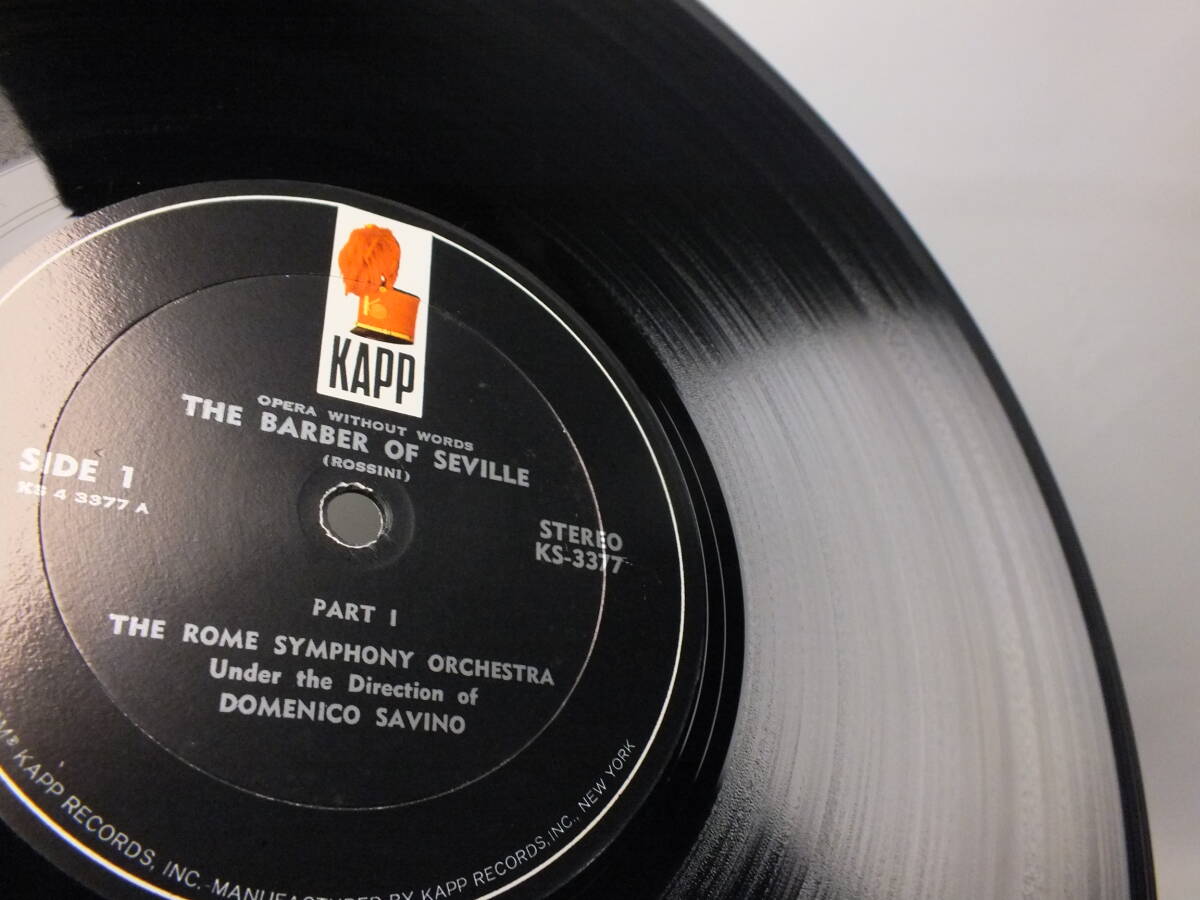 K
KAPP
OPERA WITHOUT WORDS
THE BARBER OF SEVILLE
(ROSSINI)
SIDE 1
KS 4 3377 A
STEREO
KS-3377
PART I
THE ROME SYMPHONY ORCHESTRA
Under the Direction of
DOMENICO SAVINO
KAPP RECORDS, INC. - MANUFACTURED BY KAPP RECORDS, INC., NEW YORK